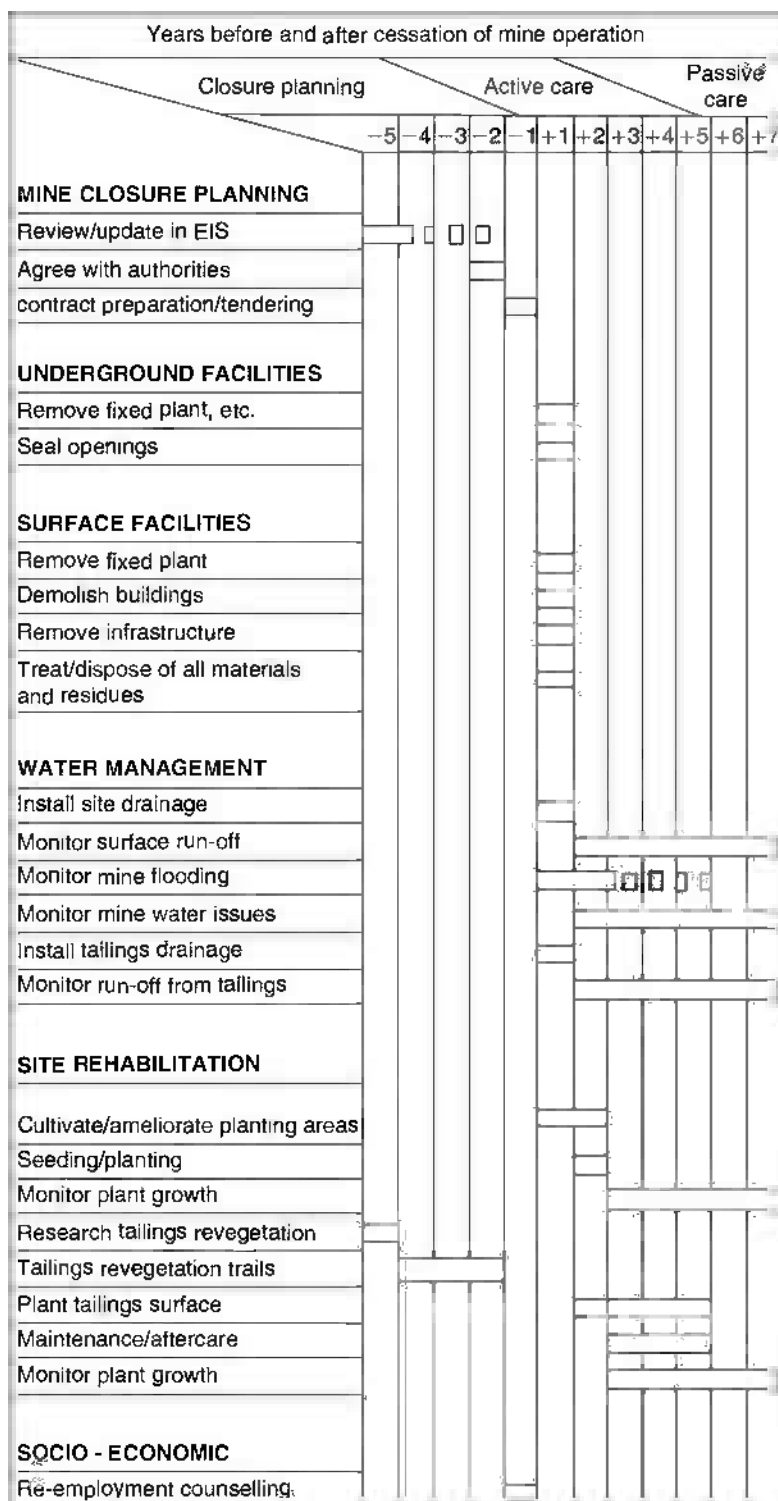 Years before and after cessation of mine operation
Closure planning
Active care
Passive
care
−5 −4 −3 −2 −1 +1 +2 +3 +4 +5 +6 +7
MINE CLOSURE PLANNING
Review/update in EIS
Agree with authorities
contract preparation/tendering
UNDERGROUND FACILITIES
Remove fixed plant, etc.
Seal openings
SURFACE FACILITIES
Remove fixed plant
Demolish buildings
Remove infrastructure
Treat/dispose of all materials
and residues
WATER MANAGEMENT
Install site drainage
Monitor surface run-off
Monitor mine flooding
Monitor mine water issues
Install tailings drainage
Monitor run-off from tailings
SITE REHABILITATION
Cultivate/ameliorate planting areas
Seeding/planting
Monitor plant growth
Research tailings revegetation
Tailings revegetation trails
Plant tailings surface
Maintenance/aftercare
Monitor plant growth
SOCIO - ECONOMIC
Re-employment counselling